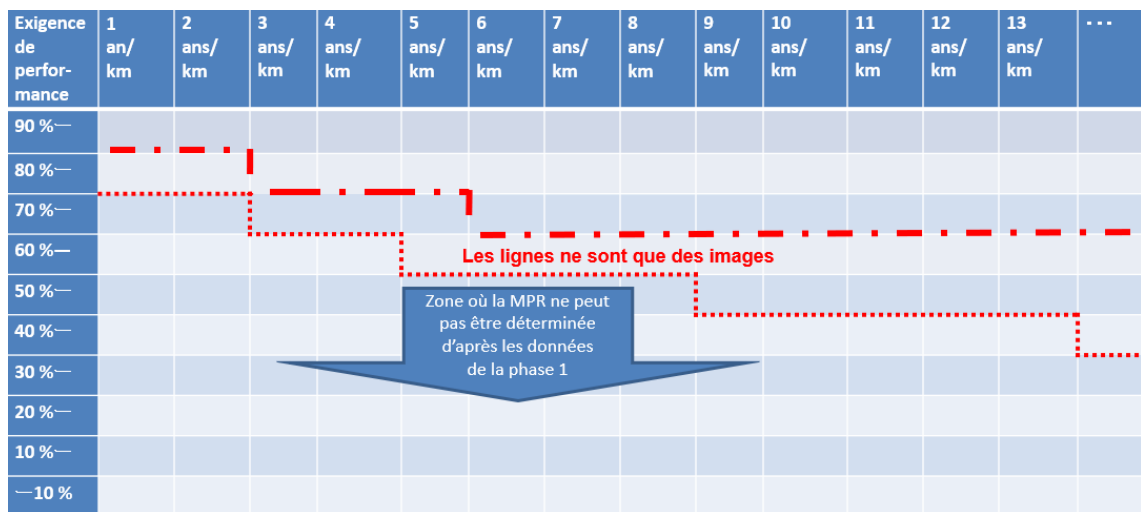 Exigence de perfor- mance
1 an/ km
2 ans/ km
3 ans/ km
4 ans/ km
5 ans/ km
6 ans/ km
7 ans/ km
8 ans/ km
9 ans/ km
10 ans/ km
11 ans/ km
12 ans/ km
13 ans/ km
...
90 %—
80 %—
70 %—
60 %—
Les lignes ne sont que des images
50 %—
Zone où la MPR ne peut
pas être déterminée
d'après les données
de la phase 1
40 %—
30 %—
20 %—
10 %—
—10 %